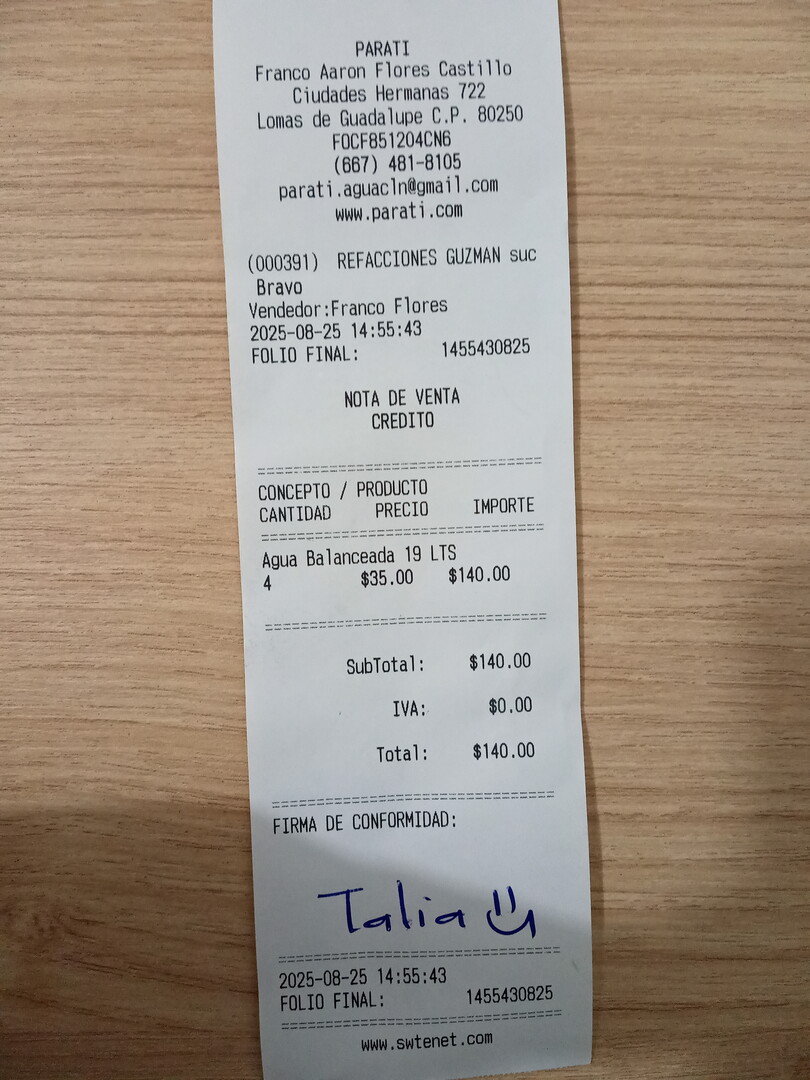 PARATI
Franco Aaron Flores Castillo
Ciudades Hermanas 722
Lomas de Guadalupe C.P. 80250
FOCF851204CN6
(667) 481-8105
parati.aguacln@gmail.com
www.parati.com
(000391) REFACCIONES GUZMAN suc
Bravo
Vendedor:Franco Flores
2025-08-25 14:55:43
FOLIO FINAL: 1455430825
NOTA DE VENTA
CREDITO
CONCEPTO / PRODUCTO
CANTIDAD PRECIO IMPORTE
Agua Balanceada 19 LTS
4 $35.00 $140.00
SubTotal: $140.00
IVA: $0.00
Total: $140.00
FIRMA DE CONFORMIDAD:
Talia
2025-08-25 14:55:43
FOLIO FINAL: 1455430825
www.swtenet.com